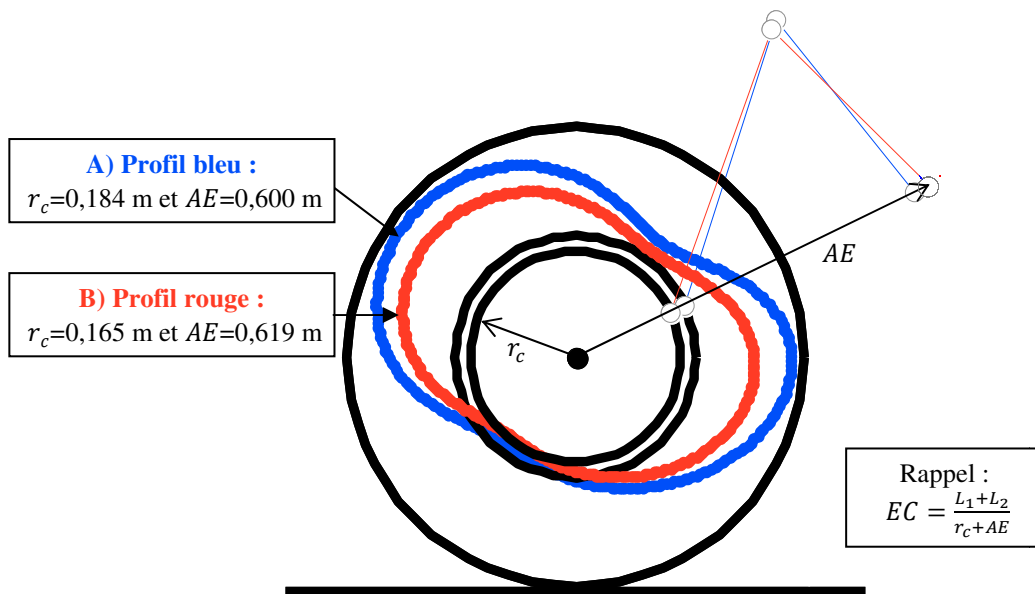 A) Profil bleu :
r_c=0,184 m et AE=0,600 m
B) Profil rouge :
r_c=0,165 m et AE=0,619 m
AE
r_c
Rappel :
EC = \frac{L_1+L_2}{r_c+AE}